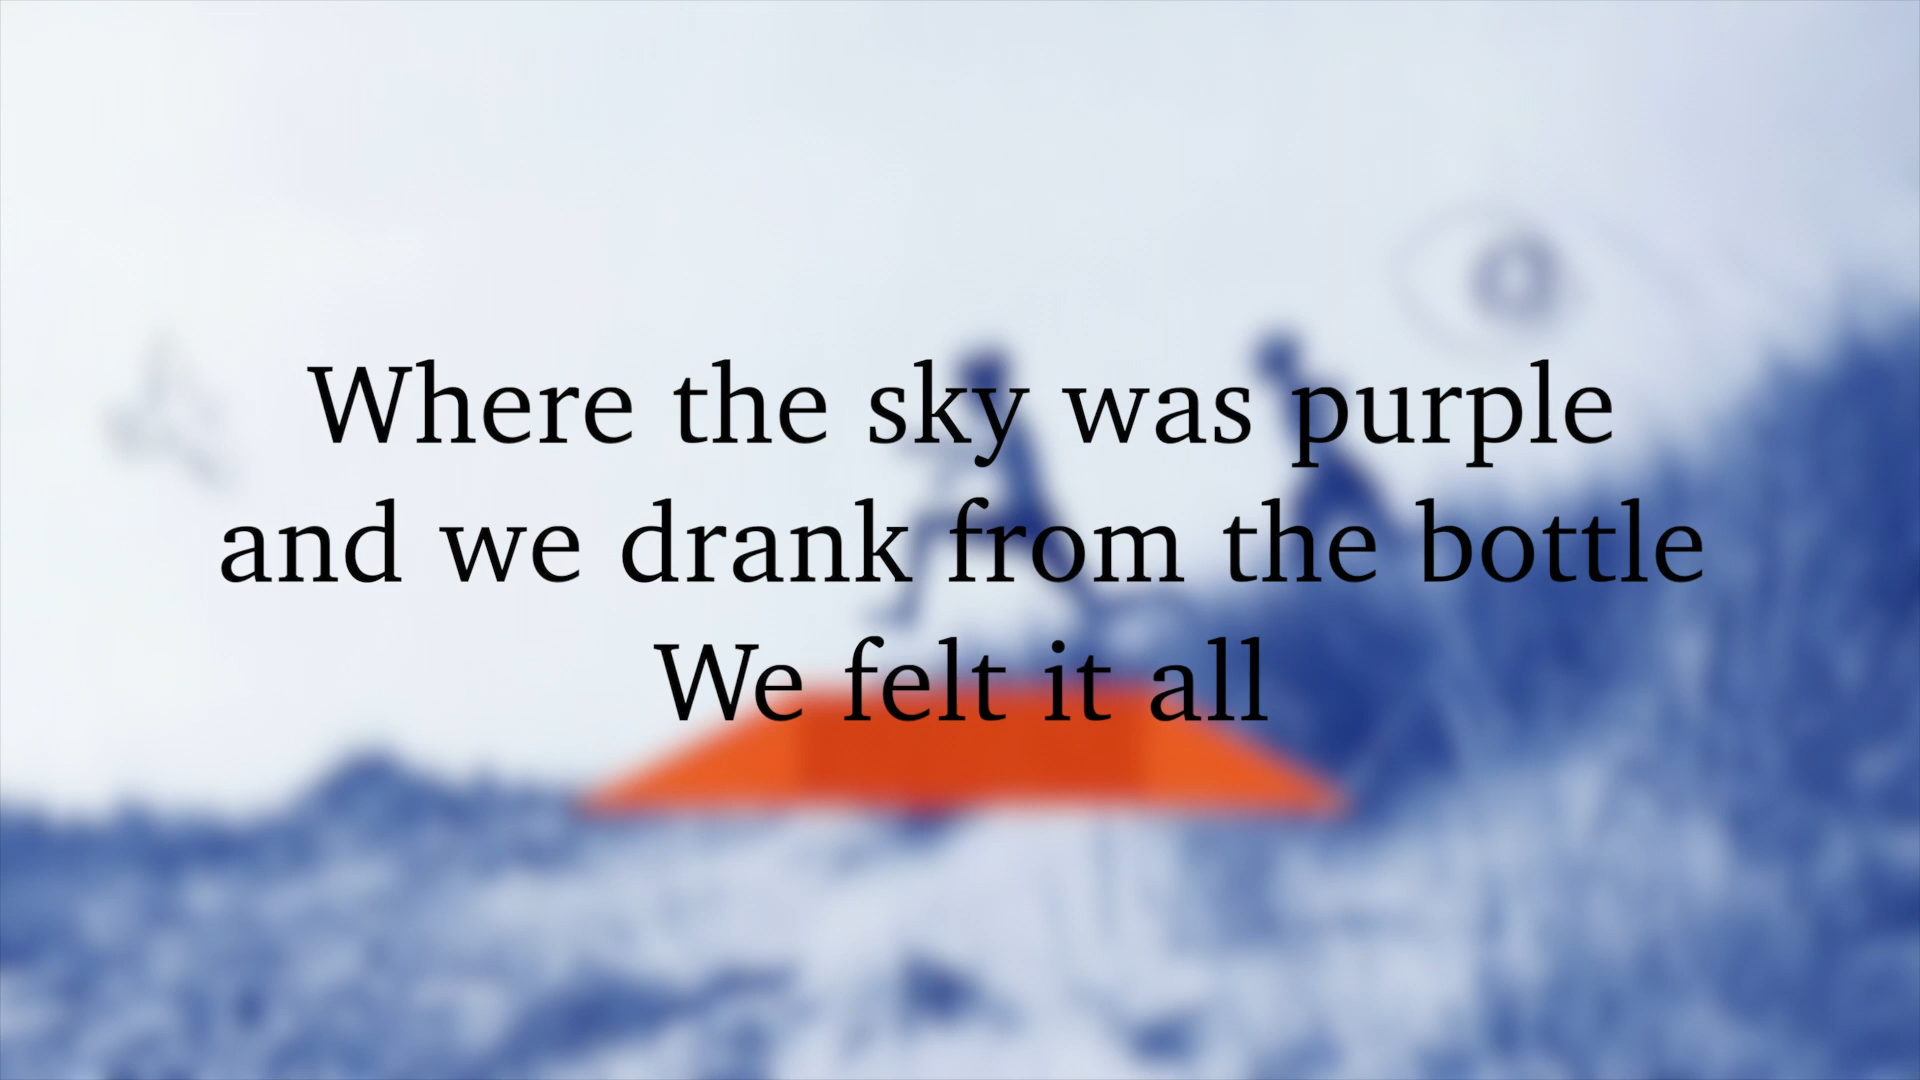 Where the sky was purple
and we drank from the bottle
We felt it all